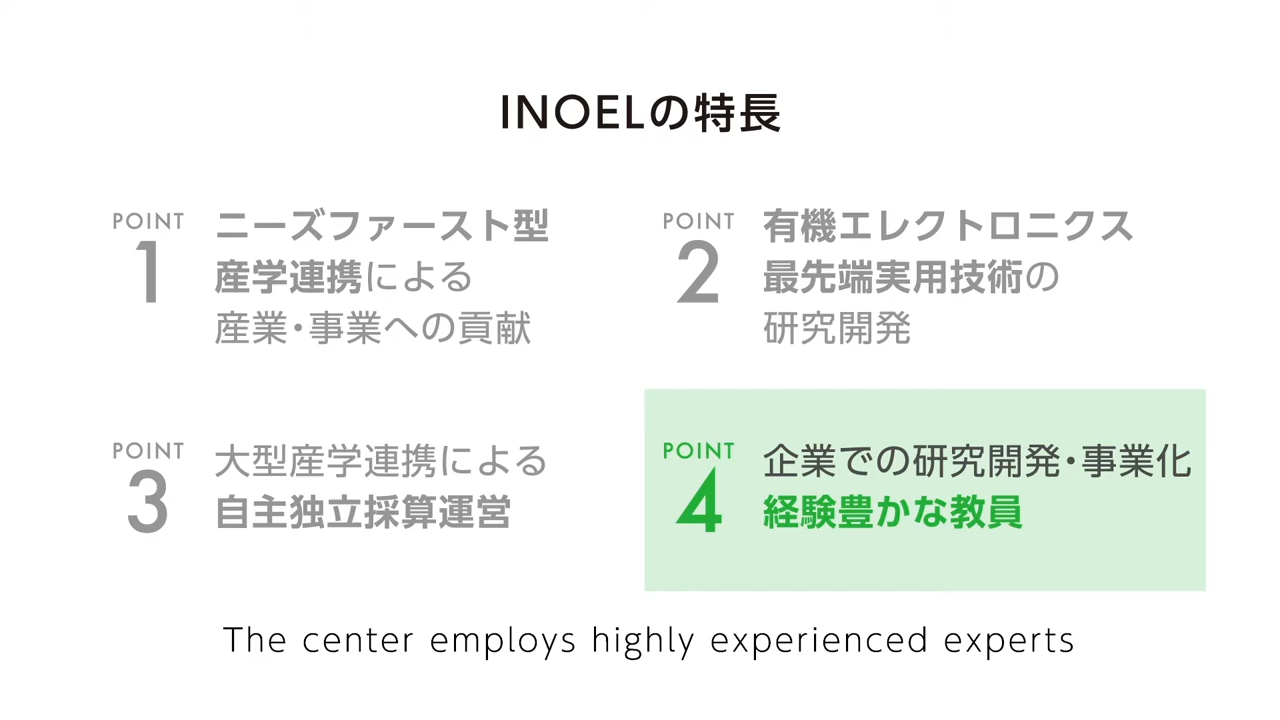 INOELの特長
POINT
1
ニーズファースト型
産学連携による
産業・事業への貢献
POINT
2
有機エレクトロニクス
最先端実用技術の
研究開発
POINT
3
大型産学連携による
自主独立採算運営
POINT
4
企業での研究開発・事業化
経験豊かな教員
The center employs highly experienced experts